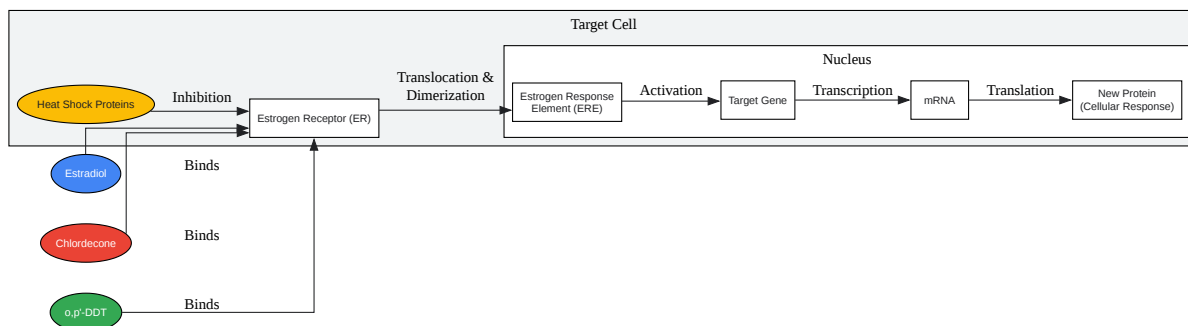 Target Cell
Nucleus
Heat Shock Proteins
Inhibition
Estrogen Receptor (ER)
Translocation &
Dimerization
Estrogen Response
Element (ERE)
Activation
Target Gene
Transcription
mRNA
Translation
New Protein
(Cellular Response)
Estradiol
Binds
Chlordecone
Binds
o,p'-DDT
Binds